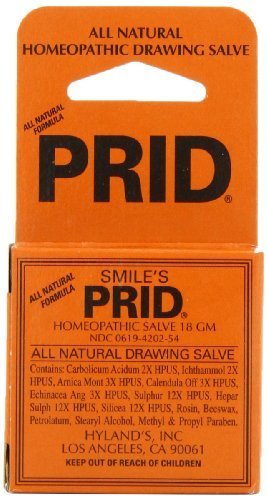 ALL NATURAL
HOMEOPATHIC DRAWING SALVE
ALL NATURAL
FORMULA
PRID®
ALL NATURAL
FORMULA
SMILE'S
PRID®
HOMEOPATHIC SALVE 18 GM
NDC 0619-4202-54
ALL NATURAL DRAWING SALVE
Contains: Carbolicum Acidum 2X HPUS, Ichthammol 2X
HPUS, Arnica Mont 3X HPUS, Calendula Off 3X HPUS,
Echinacea Ang 3X HPUS, Sulphur 12X HPUS, Hepar
Sulph 12X HPUS, Silicea 12X HPUS, Rosin, Beeswax,
Petrolatum, Stearyl Alcohol, Methyl & Propyl Paraben.
HYLAND'S, INC
LOS ANGELES, CA 90061
KEEP OUT OF REACH OF CHILDREN